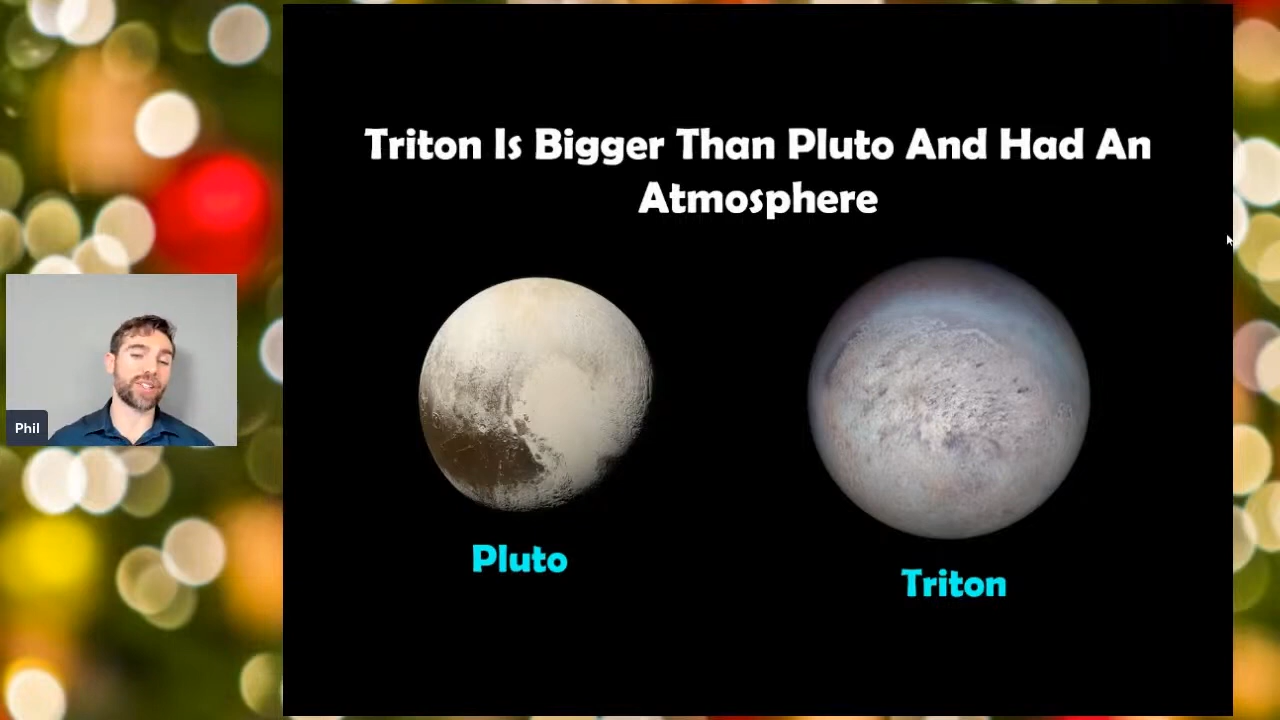 Triton Is Bigger Than Pluto And Had An
Atmosphere
Phil
Pluto
Triton